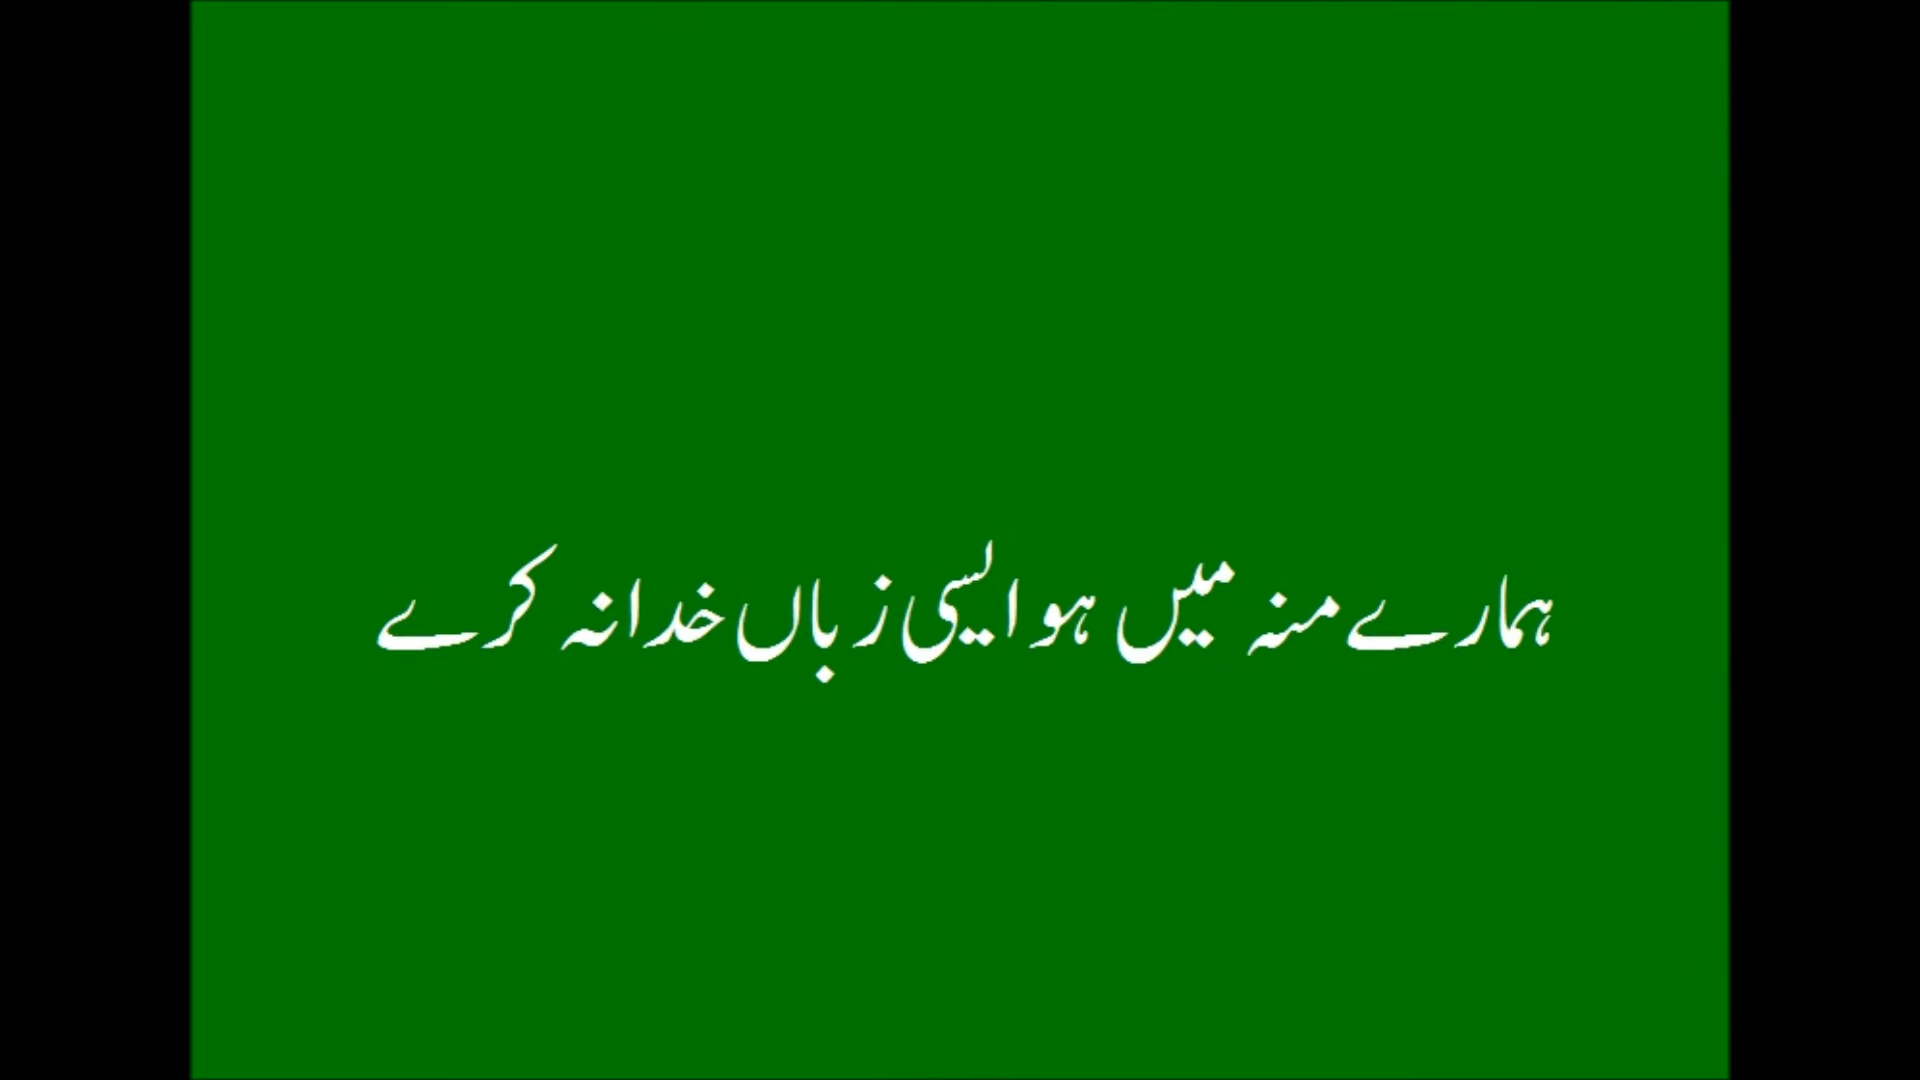 ہمارے منہ میں ہو ایسی زباں خدا نہ کرے